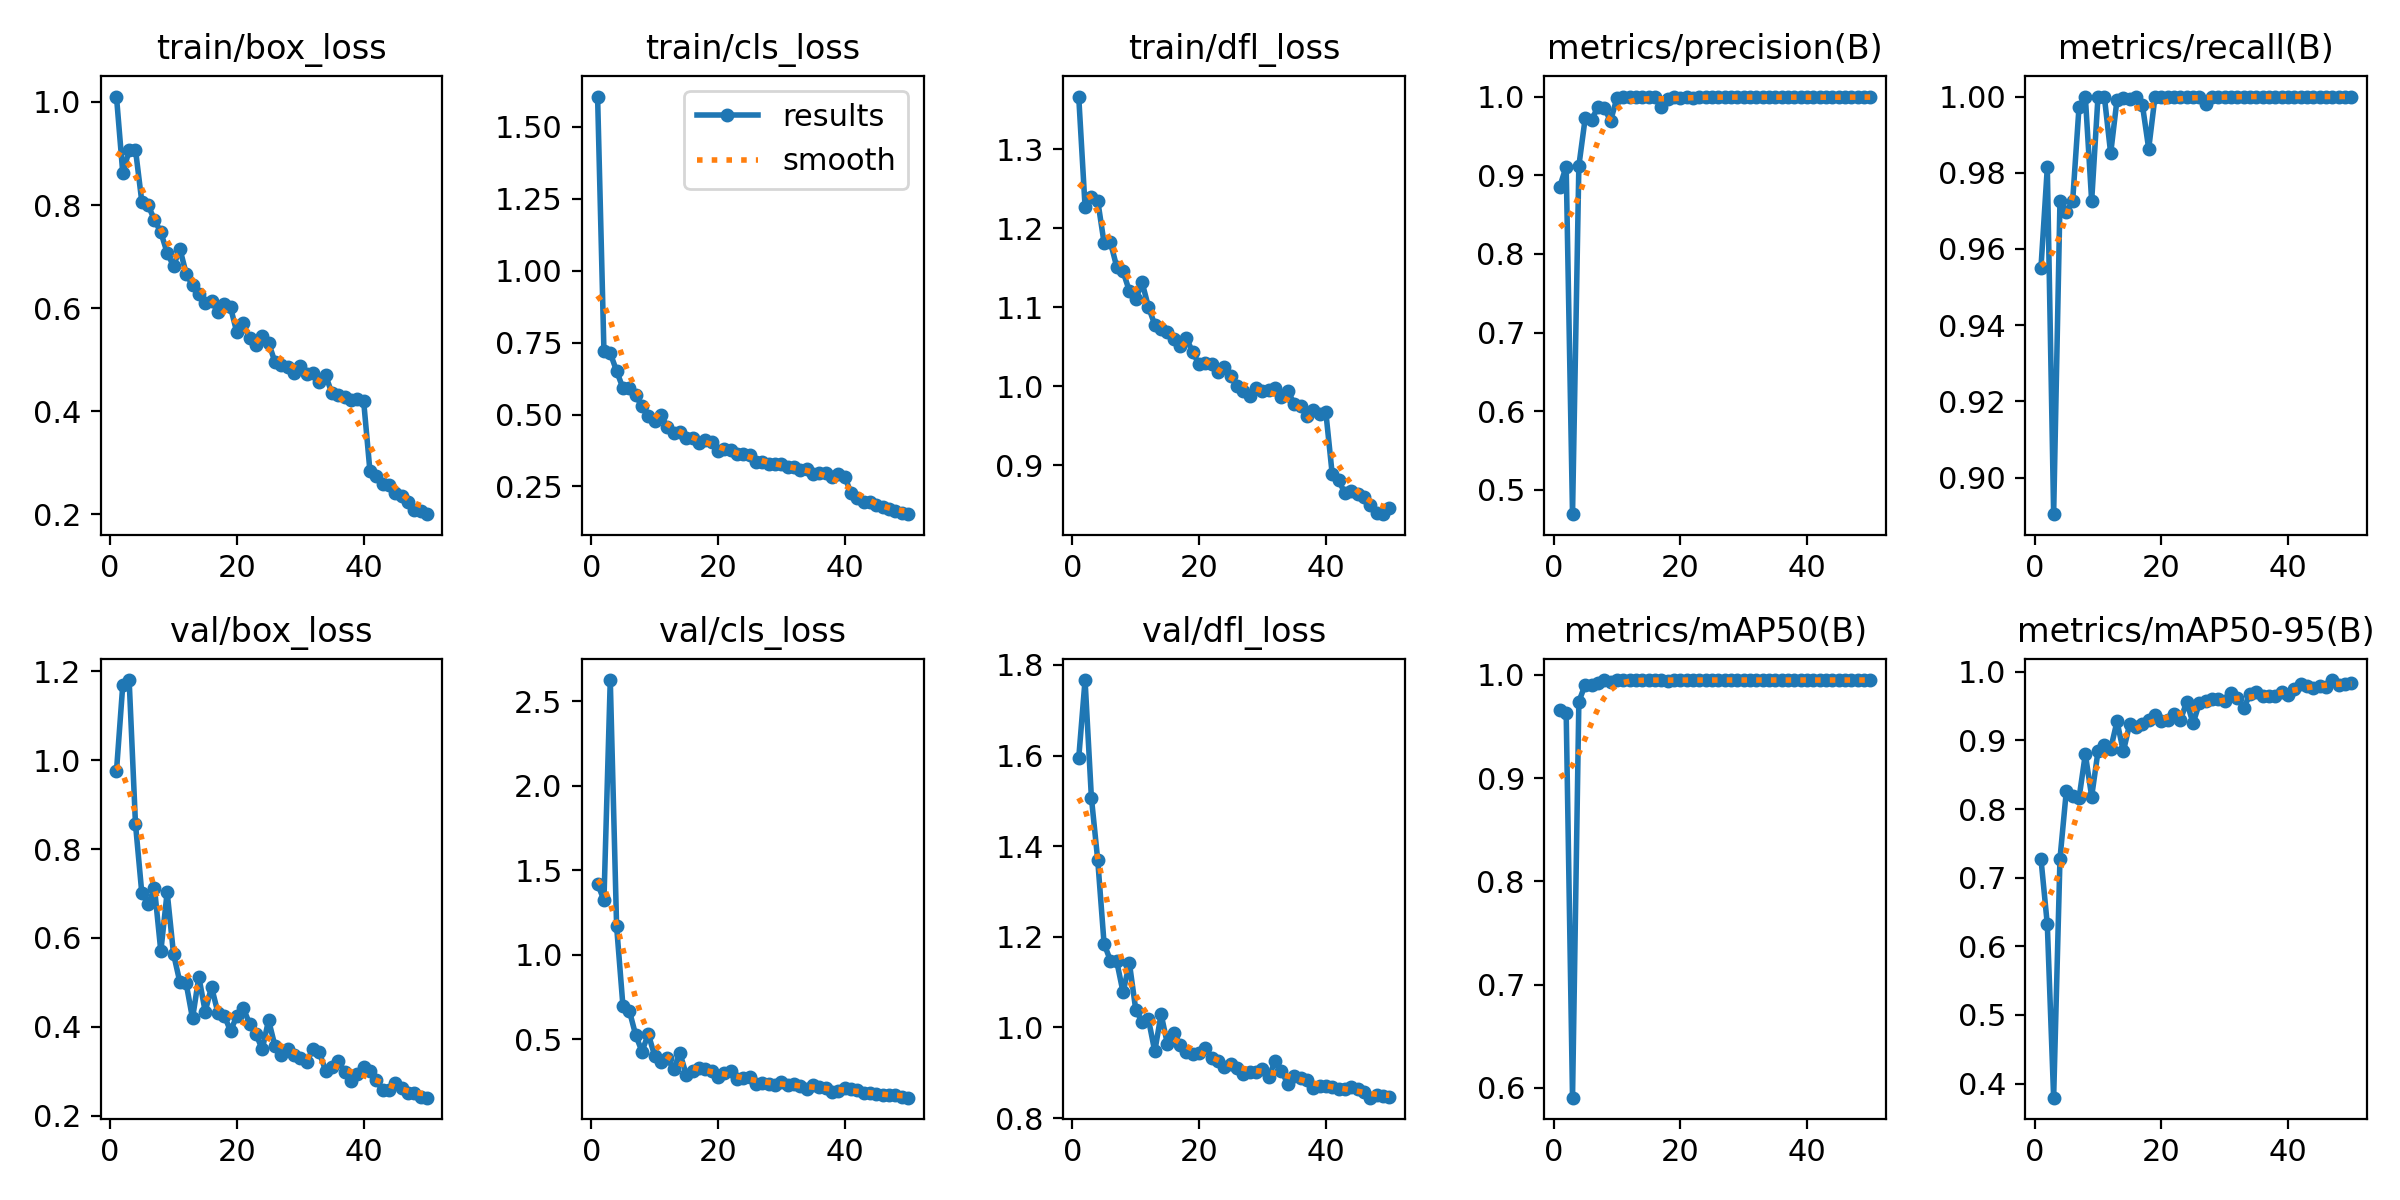 train/box_loss
1.0
0.8
0.6
0.4
0.2
0 20 40
train/cls_loss
results
smooth
1.50
1.25
1.00
0.75
0.50
0.25
0 20 40
train/dfl_loss
1.3
1.2
1.1
1.0
0.9
0 20 40
metrics/precision(B)
1.0
0.9
0.8
0.7
0.6
0.5
0 20 40
metrics/recall(B)
1.00
0.98
0.96
0.94
0.92
0.90
0 20 40
val/box_loss
1.2
1.0
0.8
0.6
0.4
0.2
0 20 40
val/cls_loss
2.5
2.0
1.5
1.0
0.5
0 20 40
val/dfl_loss
1.8
1.6
1.4
1.2
1.0
0.8
0 20 40
metrics/mAP50(B)
1.0
0.9
0.8
0.7
0.6
0 20 40
metrics/mAP50-95(B)
1.0
0.9
0.8
0.7
0.6
0.5
0.4
0 20 40